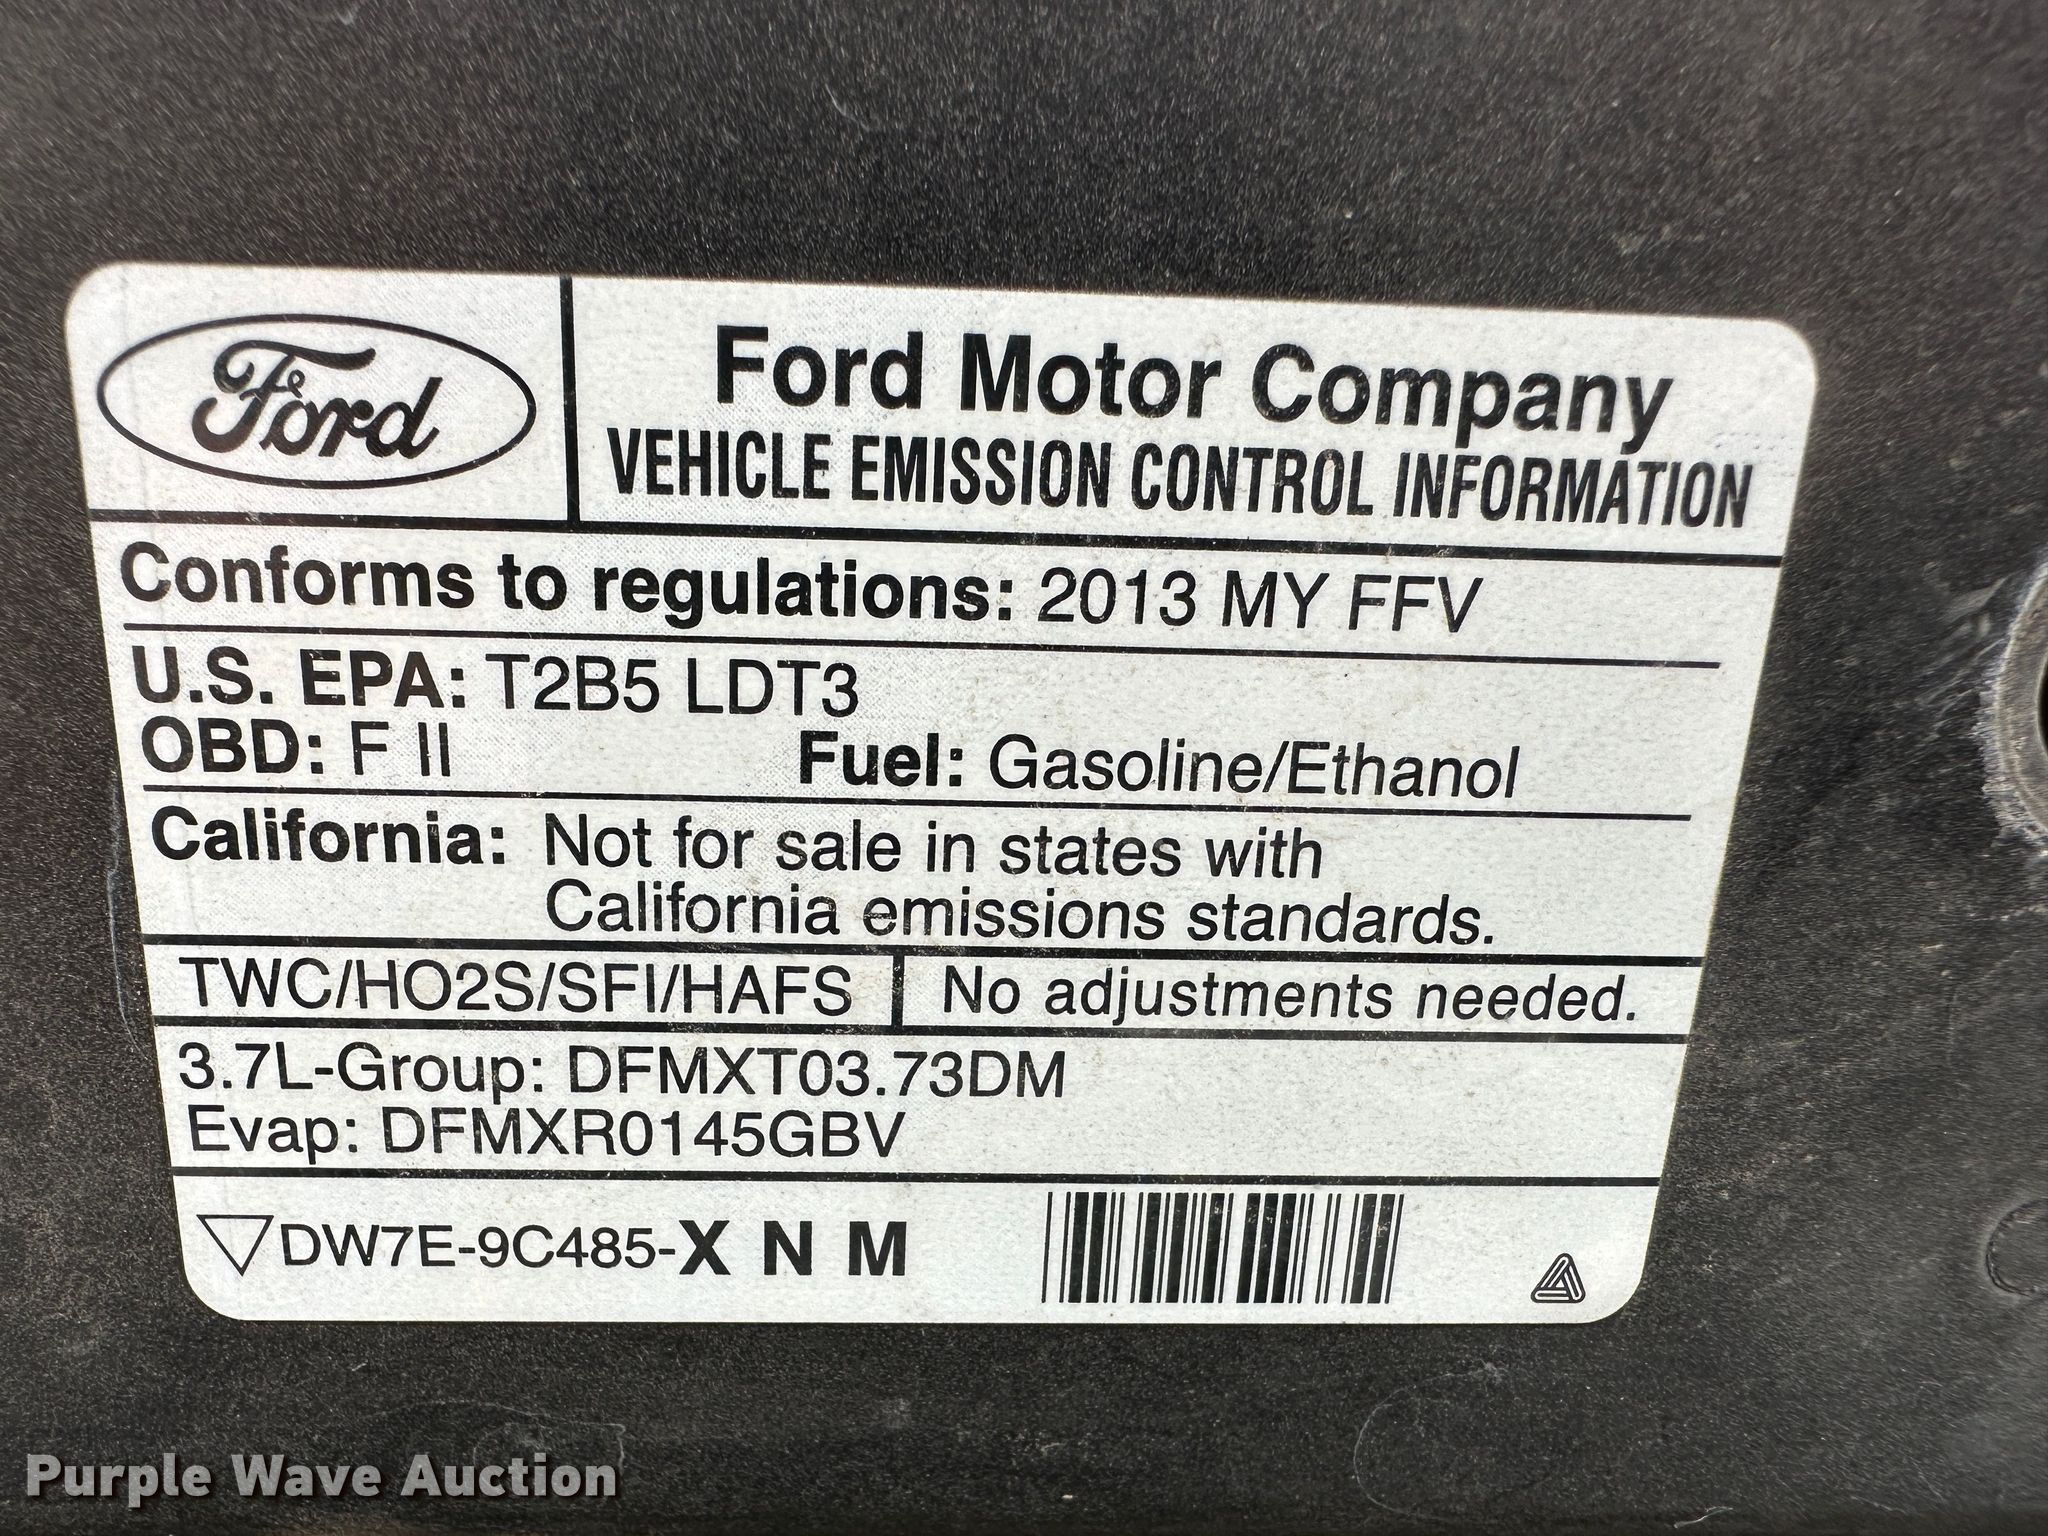 Ford
Ford Motor Company
VEHICLE EMISSION CONTROL INFORMATION
Conforms to regulations: 2013 MY FFV
U.S. EPA: T2B5 LDT3
OBD: F II Fuel: Gasoline/Ethanol
California: Not for sale in states with
California emissions standards.
TWC/HO2S/SFI/HAFS No adjustments needed.
3.7L-Group: DFMXT03.73DM
Evap: DFMXR0145GBV
DW7E-9C485-X N M
Purple Wave Auction